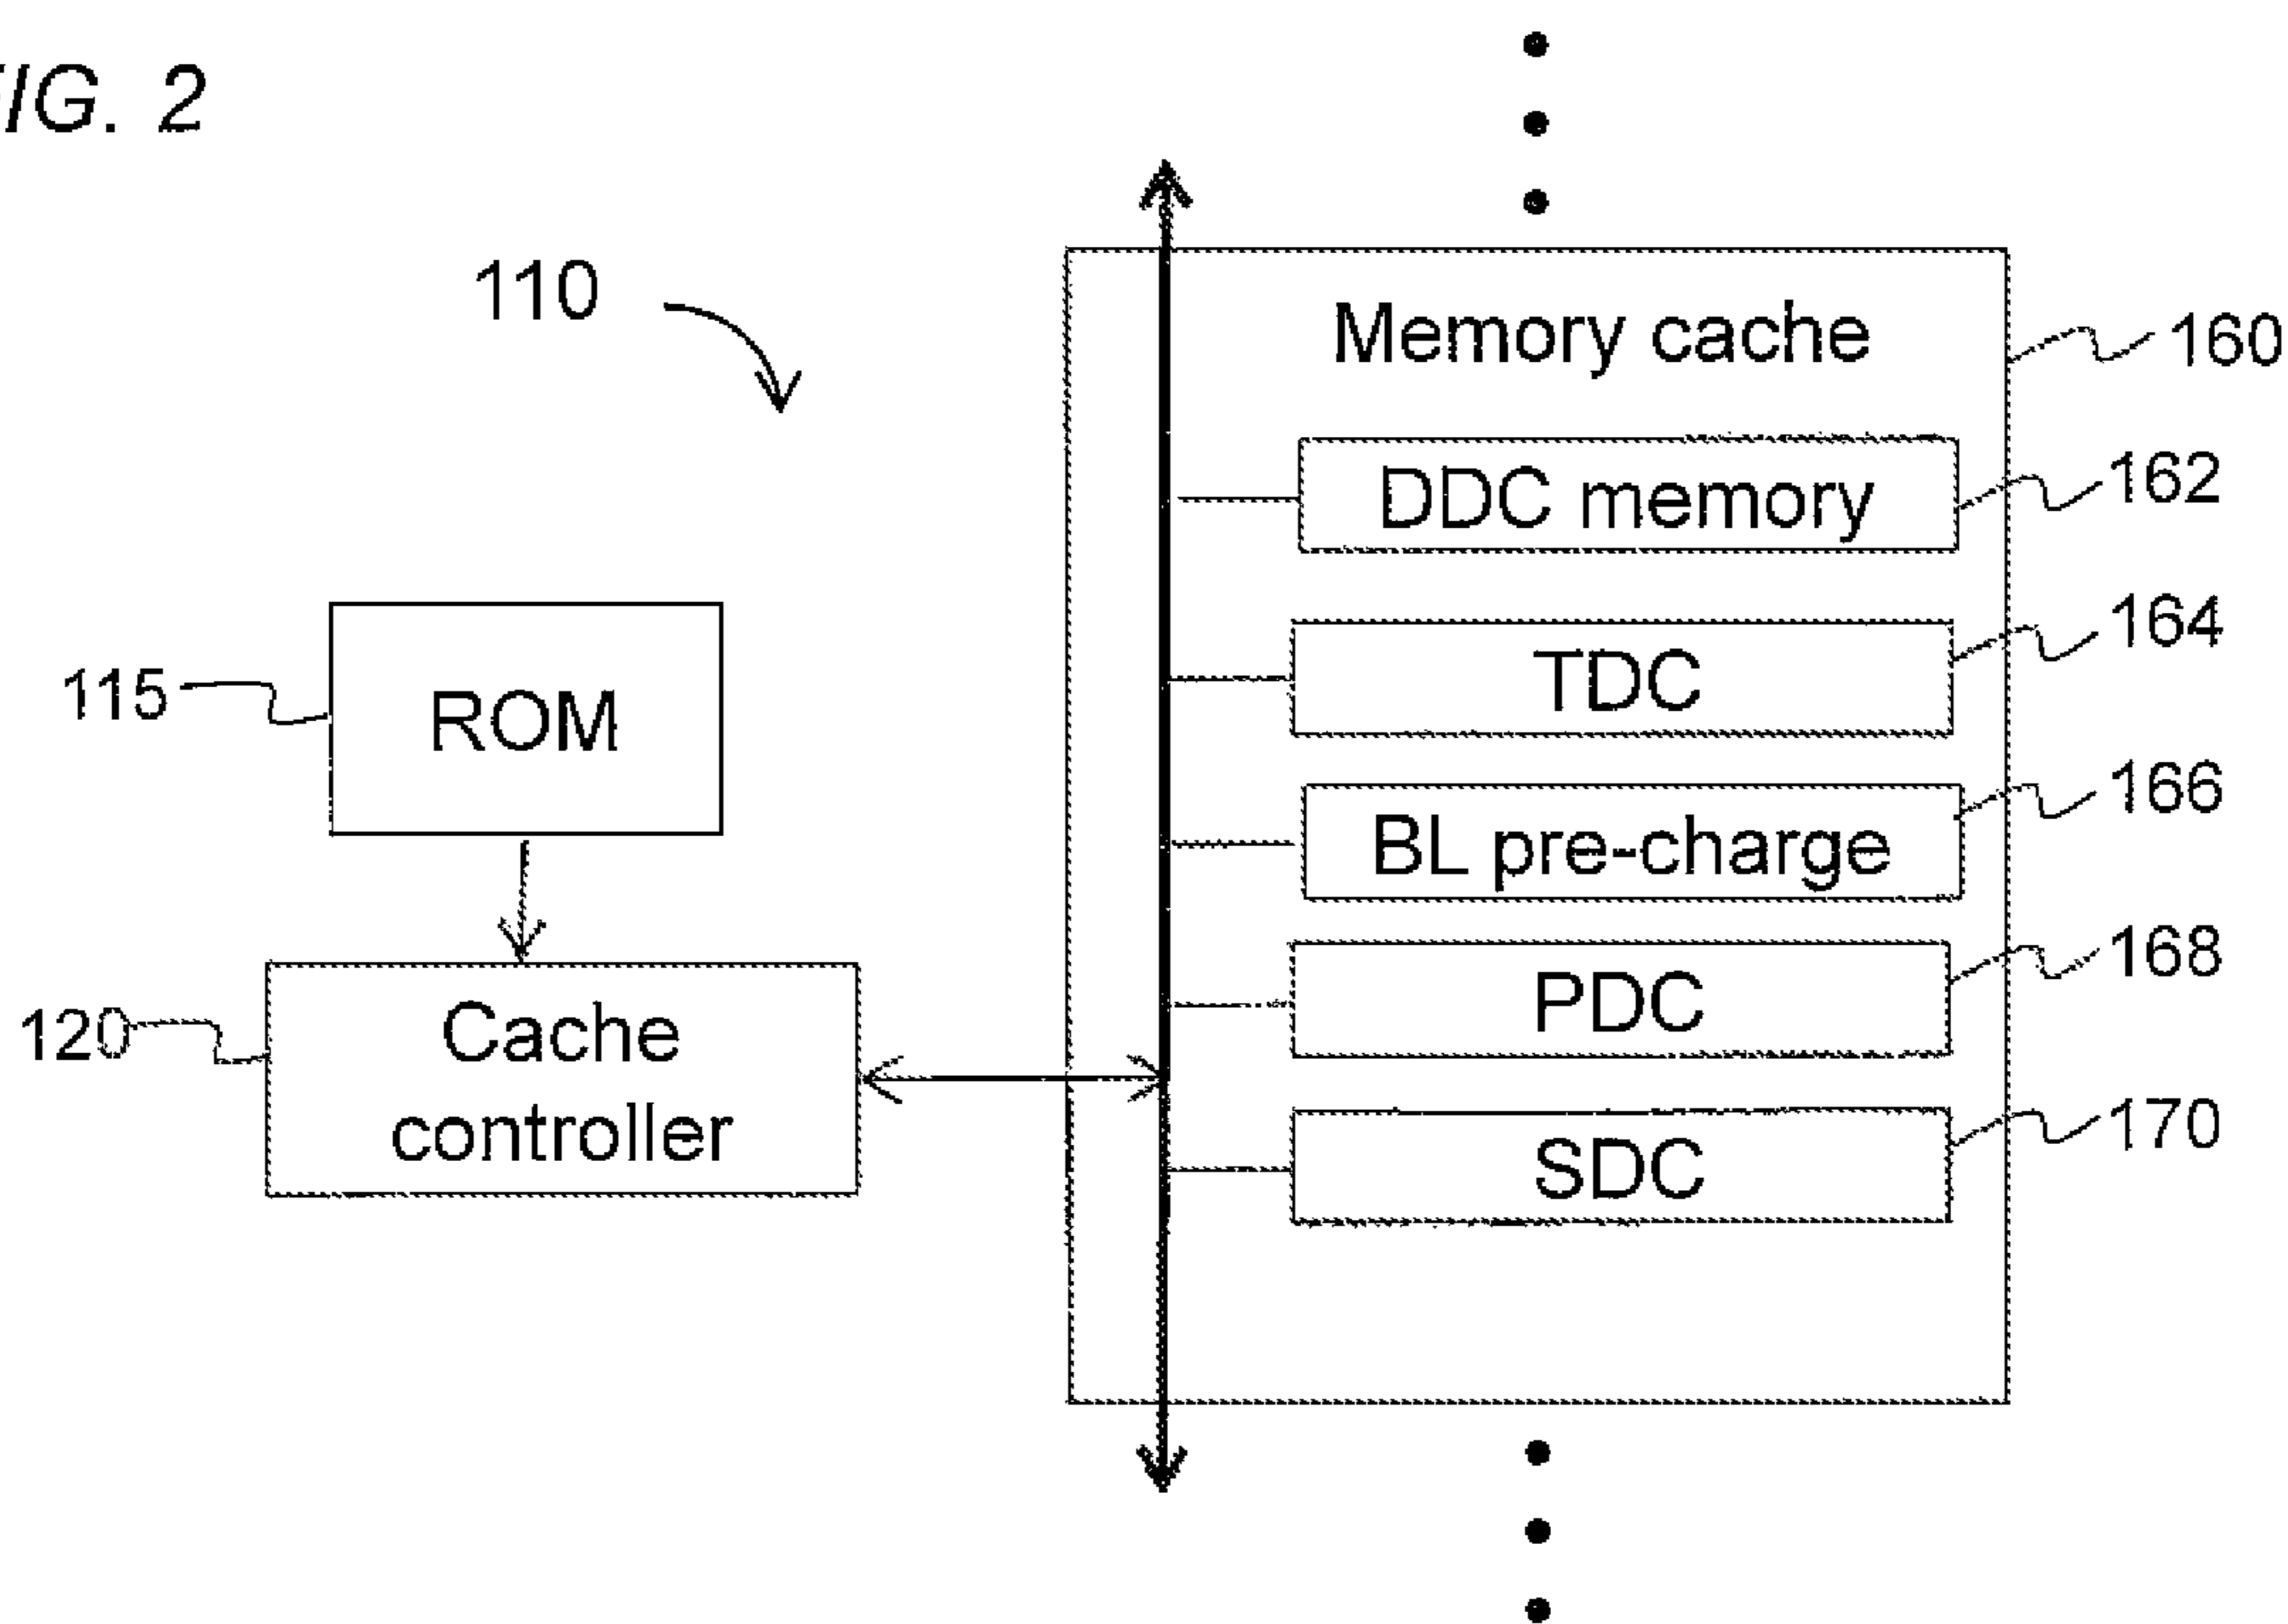 FIG. 2
110
Memory cache
160
DDC memory
162
TDC
164
115
ROM
BL pre-charge
166
PDC
168
120
Cache
controller
SDC
170